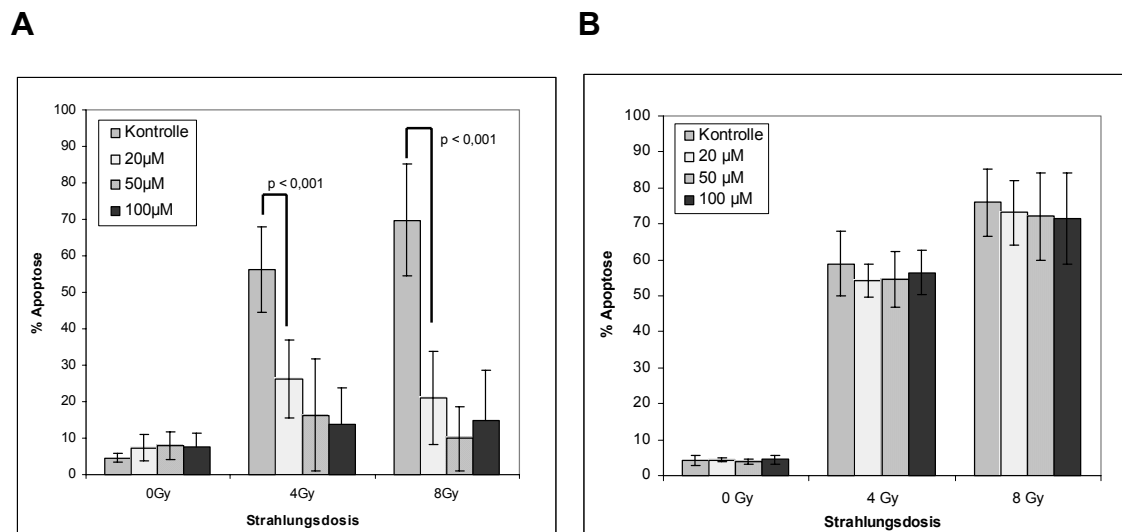 A
100
90
80
70
60
50
40
30
20
10
0
% Apoptose
Kontrolle
20µM
50µM
100µM
p < 0,001
p < 0,001
0Gy
4Gy
8Gy
Strahlungsdosis
B
100
90
80
70
60
50
40
30
20
10
0
% Apoptose
Kontrolle
20 µM
50 µM
100 µM
0 Gy
4 Gy
8 Gy
Strahlungsdosis